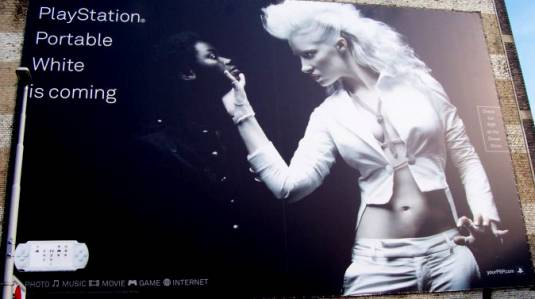 PlayStation®
Portable
White
is coming
PHOTO MUSIC MOVIE GAME INTERNET
yourPSP.com